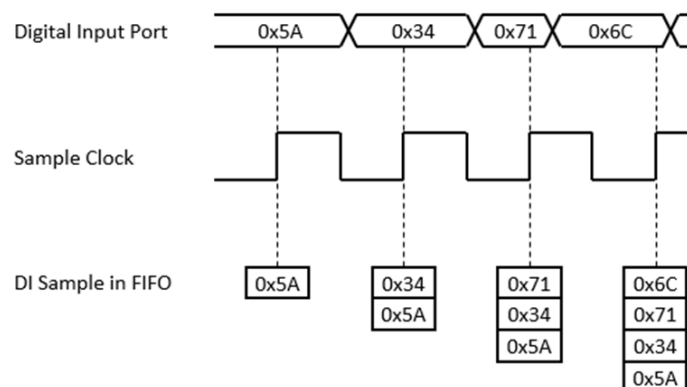 Digital Input Port 0x5A 0x34 0x71 0x6C
Sample Clock
DI Sample in FIFO 0x5A 0x34 0x71 0x6C
0x5A 0x34 0x71
0x5A 0x34
0x5A